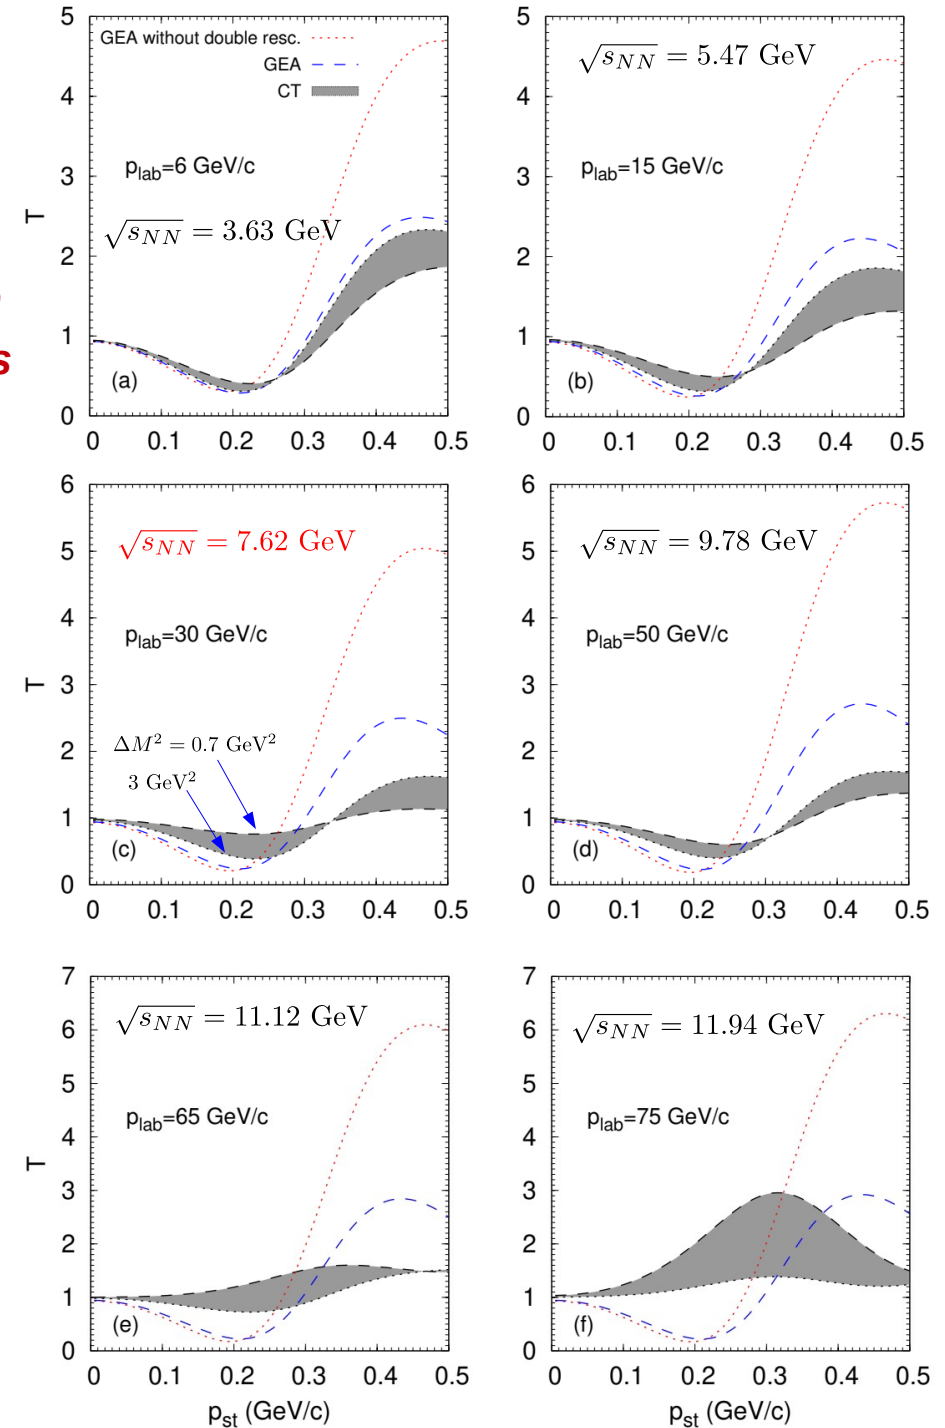 GEA without double resc.
GEA
CT
p_lab=6 GeV/c
√s_NN = 3.63 GeV
(a)
T
0 1 2 3 4 5
0 0.1 0.2 0.3 0.4 0.5
√s_NN = 5.47 GeV
p_lab=15 GeV/c
(b)
0 1 2 3 4 5
0 0.1 0.2 0.3 0.4 0.5
s
√s_NN = 7.62 GeV
p_lab=30 GeV/c
ΔM² = 0.7 GeV²
3 GeV²
(c)
T
0 1 2 3 4 5 6
0 0.1 0.2 0.3 0.4 0.5
√s_NN = 9.78 GeV
p_lab=50 GeV/c
(d)
0 1 2 3 4 5 6
0 0.1 0.2 0.3 0.4 0.5
√s_NN = 11.12 GeV
p_lab=65 GeV/c
(e)
T
0 1 2 3 4 5 6 7
0 0.1 0.2 0.3 0.4 0.5
p_st (GeV/c)
√s_NN = 11.94 GeV
p_lab=75 GeV/c
(f)
0 1 2 3 4 5 6 7
0 0.1 0.2 0.3 0.4 0.5
p_st (GeV/c)